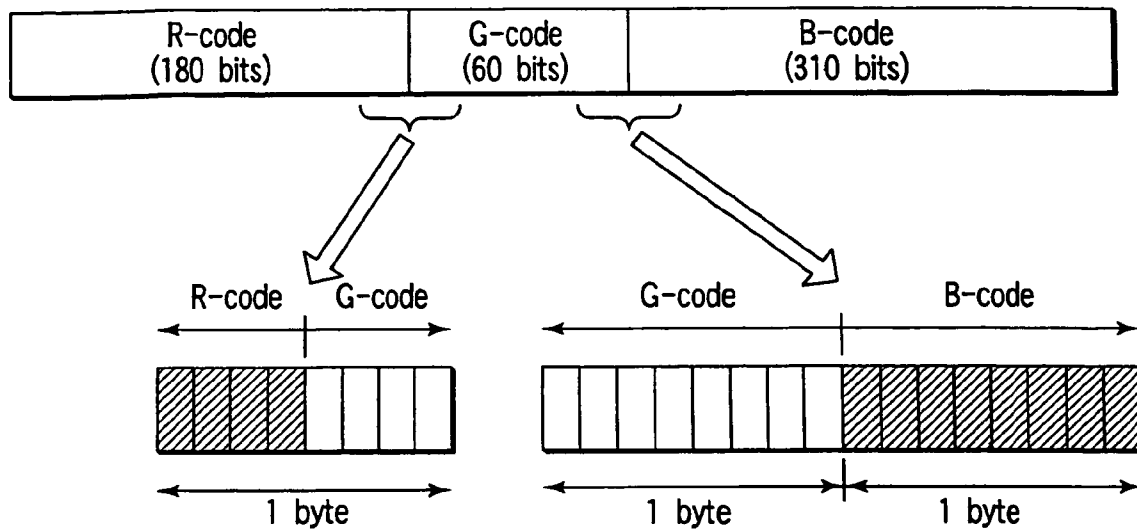 R-code
(180 bits)
G-code
(60 bits)
B-code
(310 bits)
R-code
G-code
G-code
B-code
1 byte
1 byte
1 byte